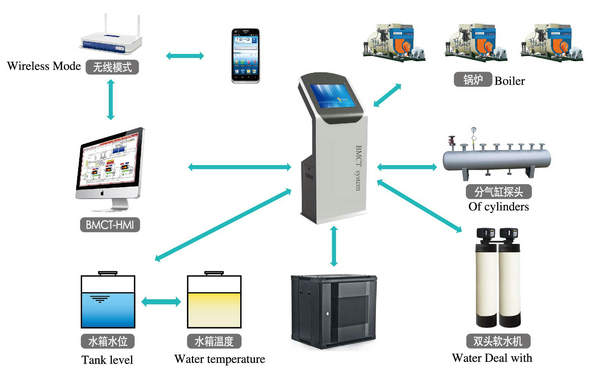 Wireless Mode
无线模式
锅炉
Boiler
BMCT system
BMCT-HMI
分气缸探头
Of cylinders
水箱水位
Tank level
水箱温度
Water temperature
双头软水机
Water Deal with